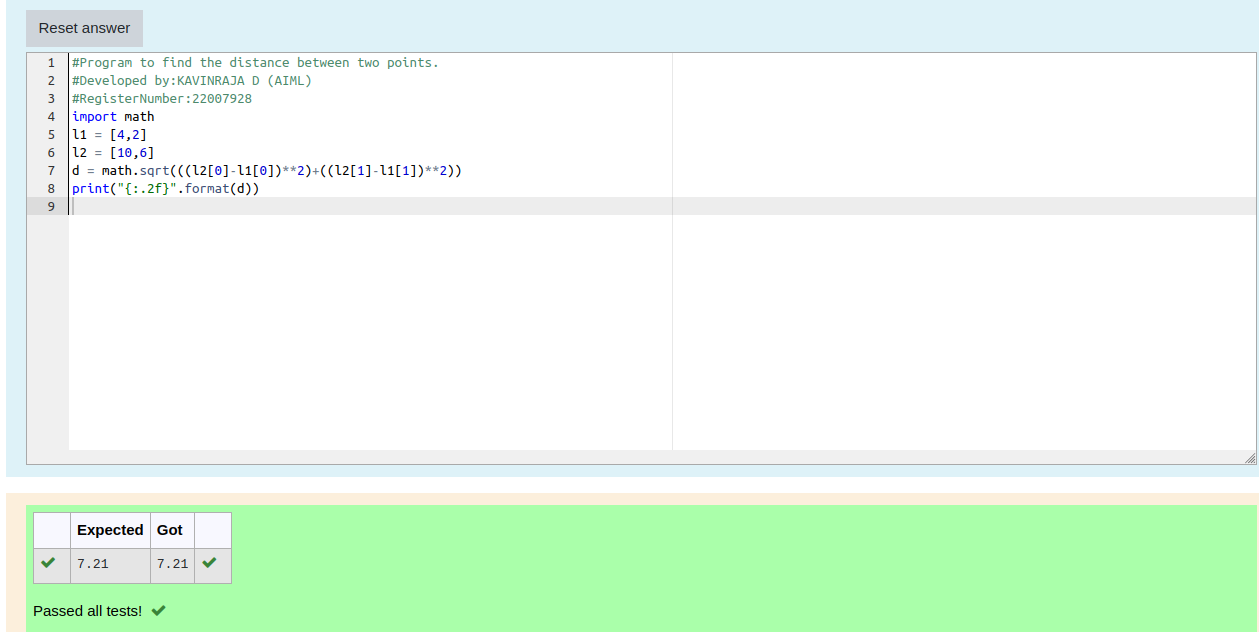 Reset answer
1 #Program to find the distance between two points.
2 #Developed by:KAVINRAJA D (AIML)
3 #RegisterNumber:22007928
4 import math
5 l1 = [4,2]
6 l2 = [10,6]
7 d = math.sqrt(((l2[0]-l1[0])**2)+((l2[1]-l1[1])**2))
8 print("{:.2f}".format(d))
9
Expected Got
7.21 7.21
Passed all tests!